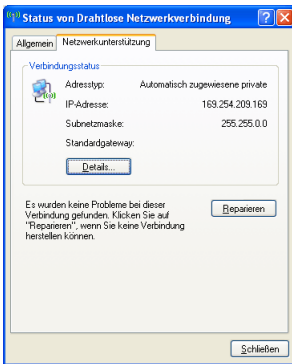 Status von Drahtlose Netzwerkverbindung
Allgemein Netzwerkunterstützung
Verbindungsstatus
Adresstyp: Automatisch zugewiesene private
IP-Adresse: 169.254.209.169
Subnetzmaske: 255.255.0.0
Standardgateway:
Details...
Es wurden keine Probleme bei dieser
Verbindung gefunden. Klicken Sie auf
"Reparieren", wenn Sie keine Verbindung
herstellen können.
Reparieren
Schließen